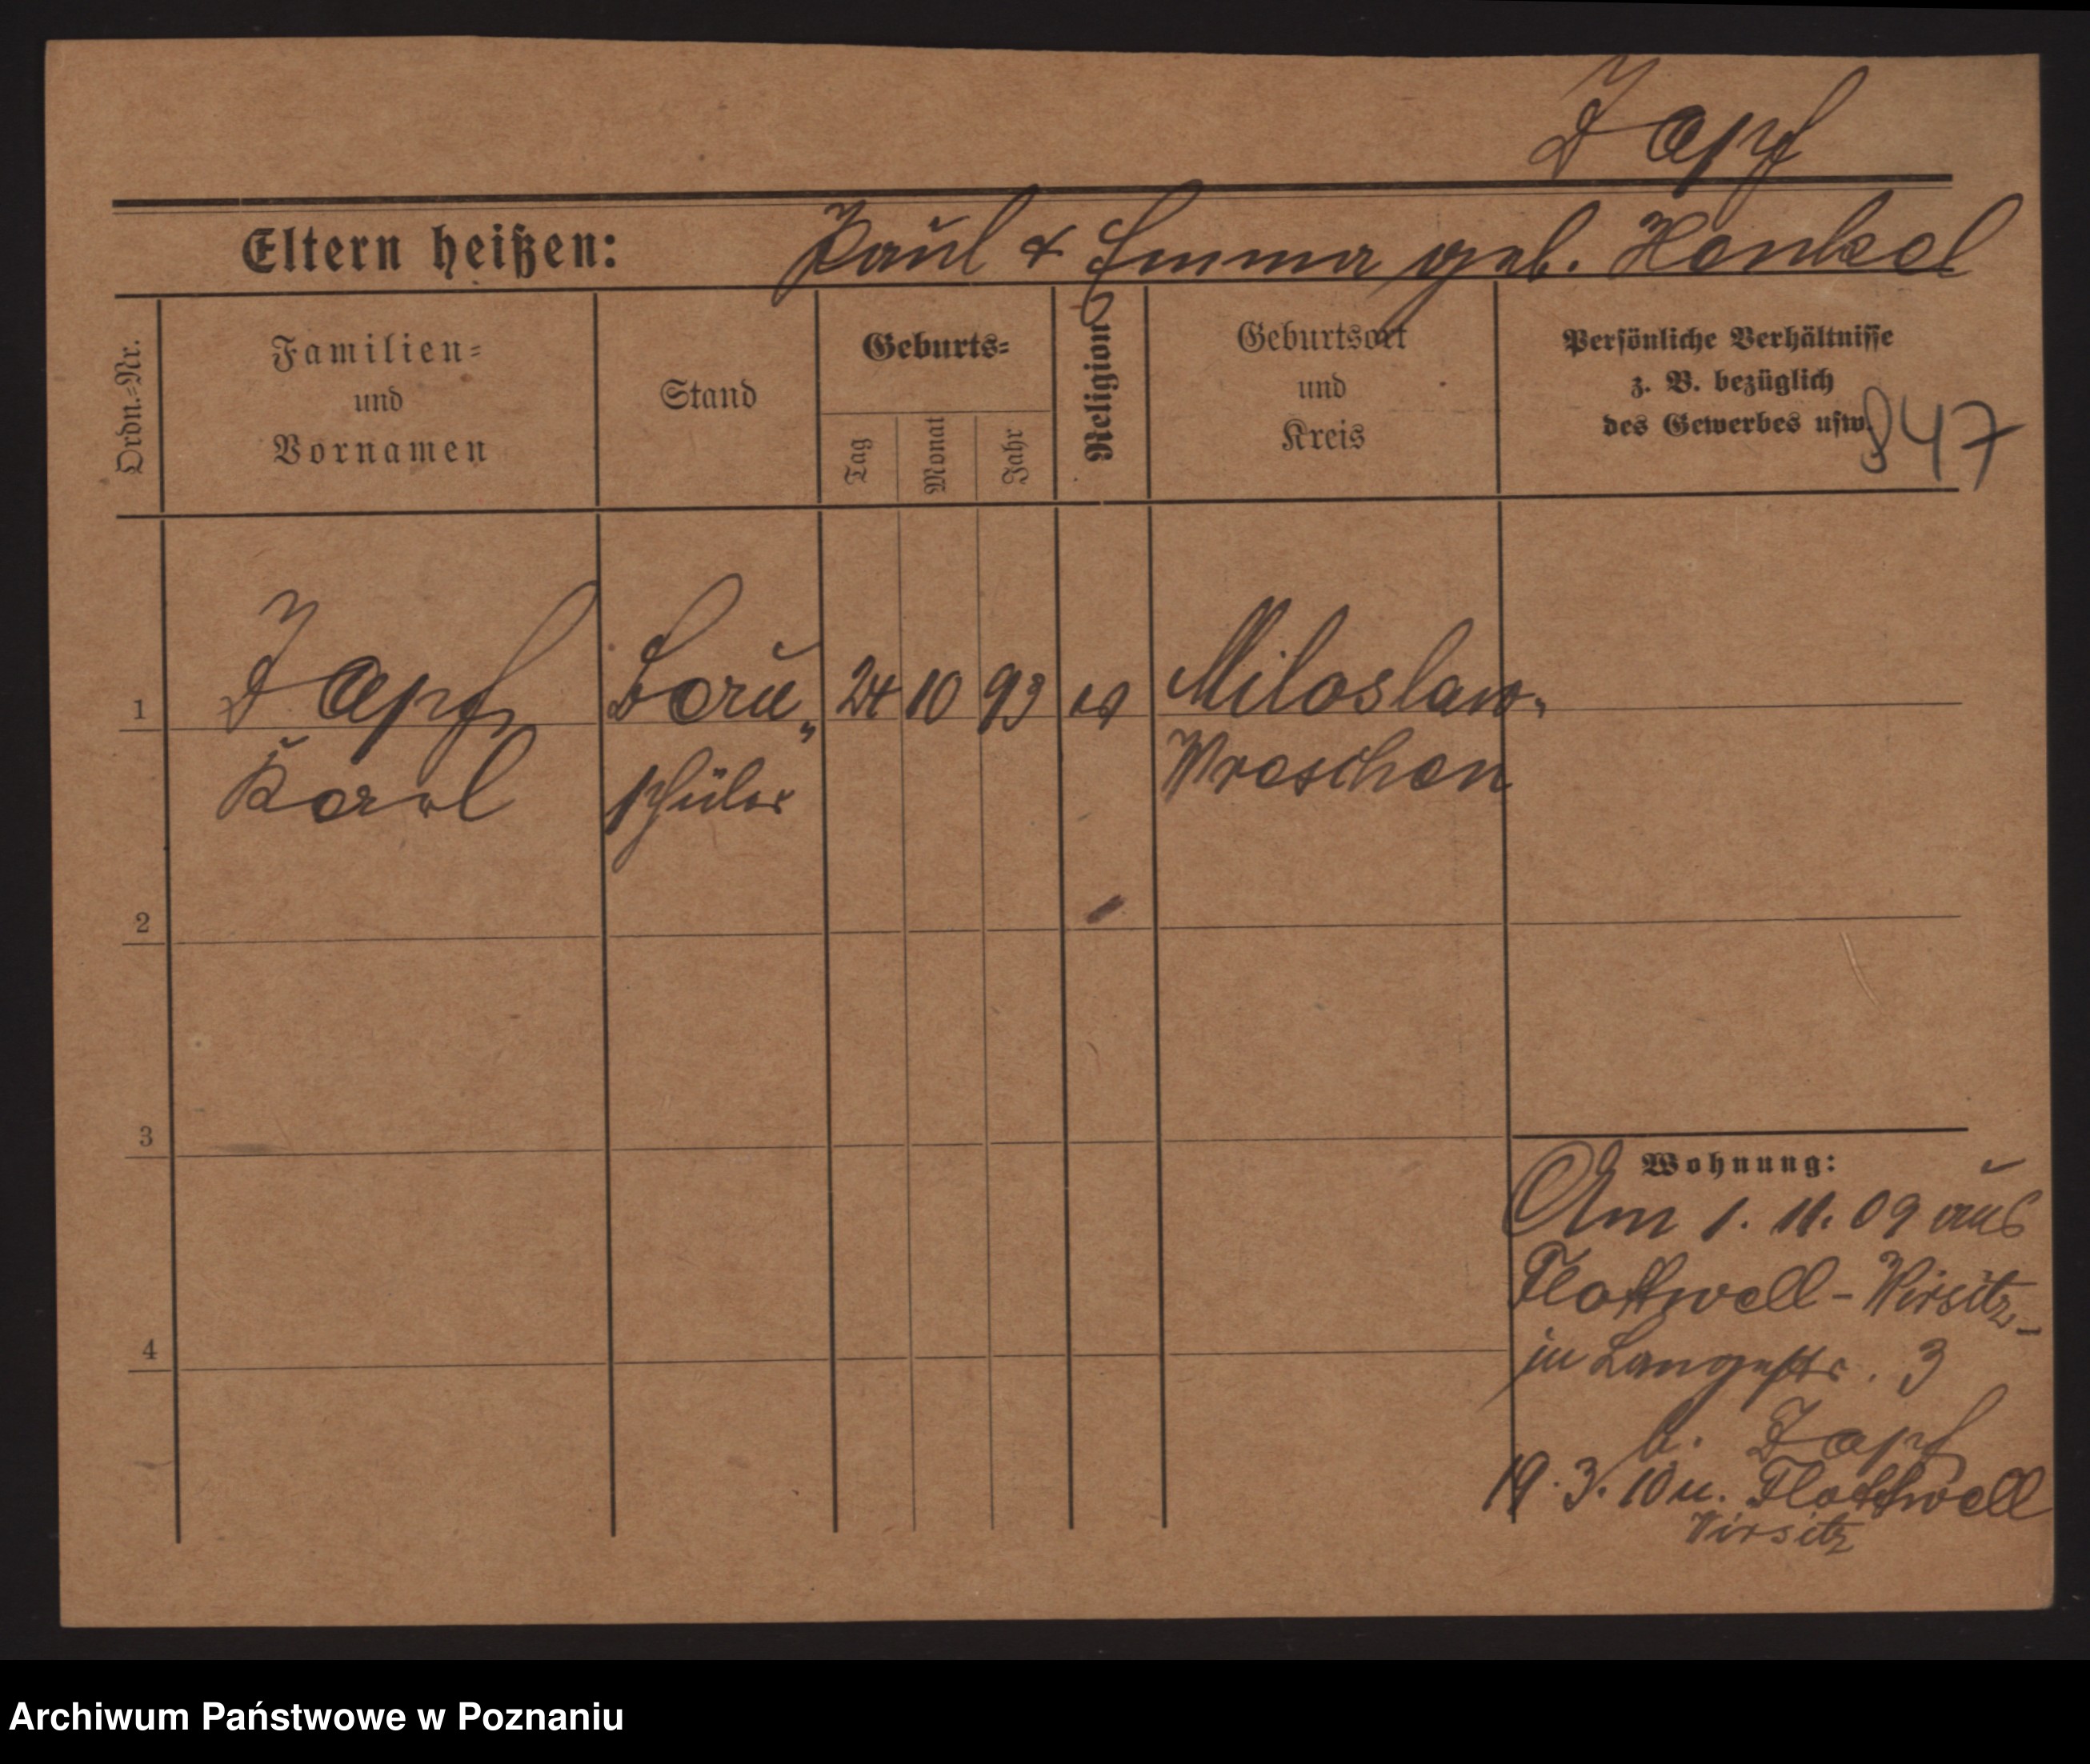 Zapf
Eltern heißen: Paul & Emma geb. Henkel
Ordn.-Nr.
Familien-
und
Vornamen
Stand
Geburts-
Tag
Monat
Jahr
Religion
Geburtsort
und
Kreis
Persönliche Verhältnisse
z. B. bezüglich
des Gewerbes usw.
847
1 Zapf Bau„ 24 10 93 ev Miloslaw„
Karl schüler Wreschen
2
3
4
Wohnung:
Am 1. 11. 09 aus
Flottwell-Wirsitz-
in Langestr. 3
b. Zapf
19. 3. 10 n. Flottwell
Wirsitz
Archiwum Państwowe w Poznaniu